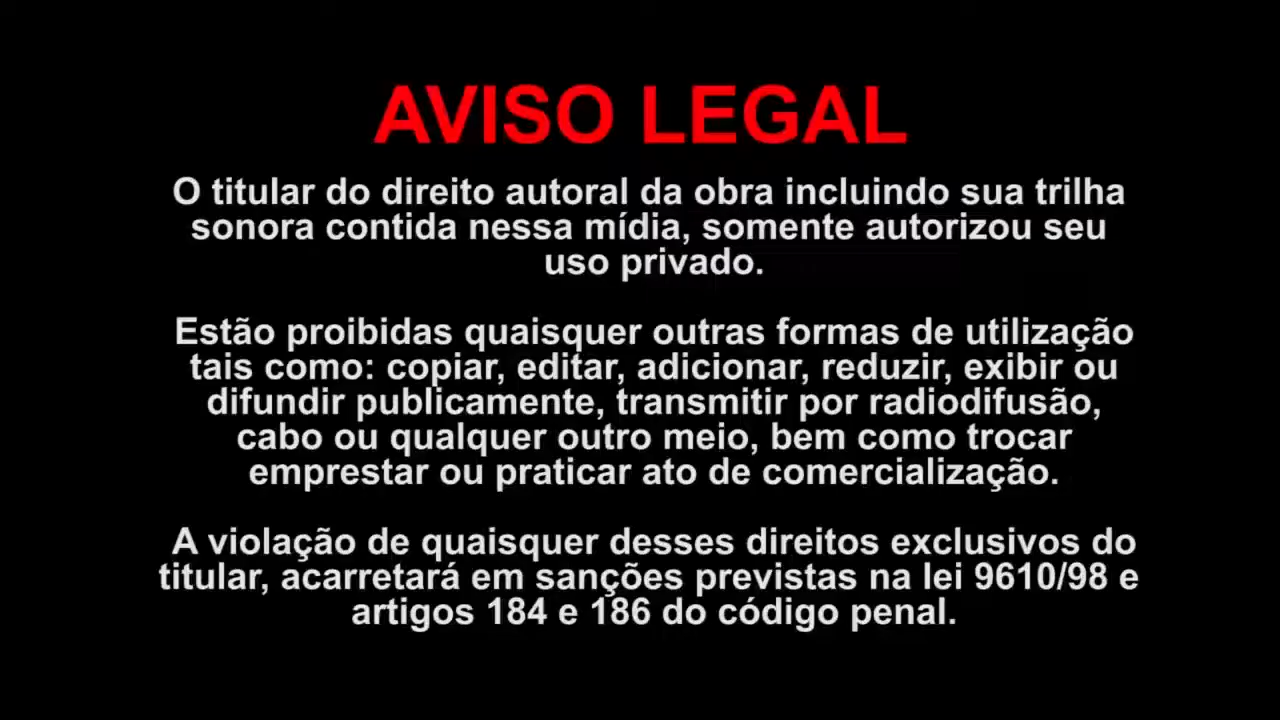 AVISO LEGAL
O titular do direito autoral da obra incluindo sua trilha
sonora contida nessa mídia, somente autorizou seu
uso privado.
Estão proibidas quaisquer outras formas de utilização
tais como: copiar, editar, adicionar, reduzir, exibir ou
difundir publicamente, transmitir por radiodifusão,
cabo ou qualquer outro meio, bem como trocar
emprestar ou praticar ato de comercialização.
A violação de quaisquer desses direitos exclusivos do
titular, acarretará em sanções previstas na lei 9610/98 e
artigos 184 e 186 do código penal.